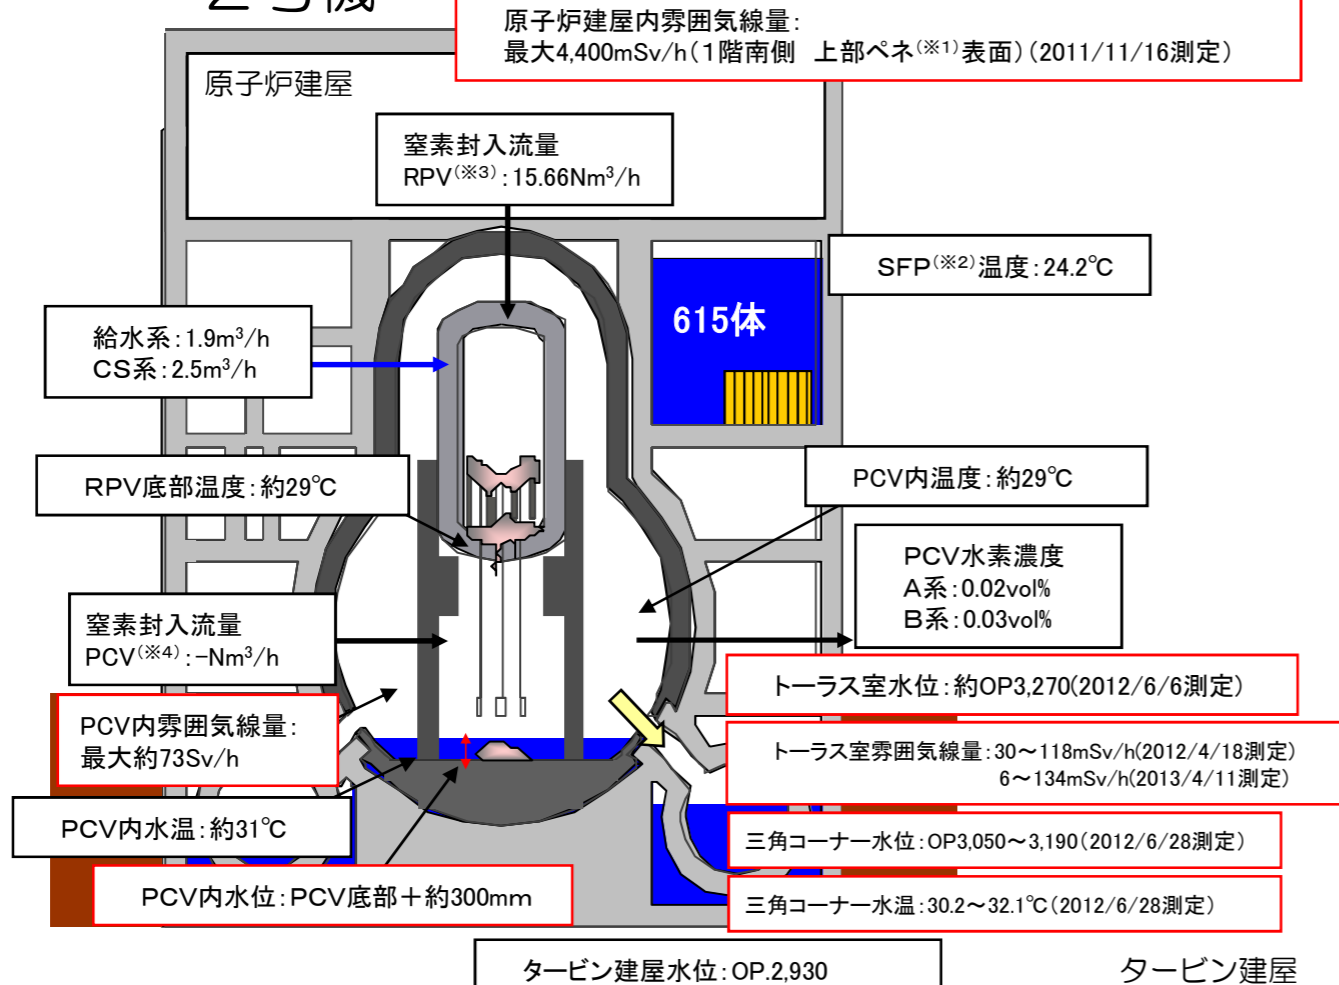 2号機
原子炉建屋内雰囲気線量:
最大4,400mSv/h(1階南側 上部ペネ(※1)表面)(2011/11/16測定)
原子炉建屋
窒素封入流量
RPV(※3):15.66Nm³/h
SFP(※2)温度:24.2℃
615体
給水系:1.9m³/h
CS系:2.5m³/h
RPV底部温度:約29℃
PCV内温度:約29℃
PCV水素濃度
A系:0.02vol%
B系:0.03vol%
窒素封入流量
PCV(※4):-Nm³/h
トーラス室水位:約OP3,270(2012/6/6測定)
PCV内雰囲気線量:
最大約73Sv/h
トーラス室雰囲気線量:30~118mSv/h(2012/4/18測定)
6~134mSv/h(2013/4/11測定)
PCV内水温:約31℃
三角コーナー水位:OP3,050~3,190(2012/6/28測定)
PCV内水位:PCV底部+約300mm
三角コーナー水温:30.2~32.1℃(2012/6/28測定)
タービン建屋水位:OP.2,930
タービン建屋